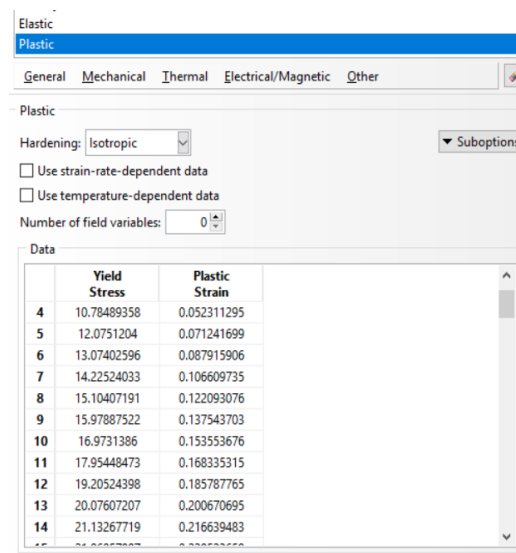 Elastic
Plastic
General Mechanical Thermal Electrical/Magnetic Other
Plastic
Hardening: Isotropic Suboptions
Use strain-rate-dependent data
Use temperature-dependent data
Number of field variables: 0
Data
Yield Stress Plastic Strain
4 10.78489358 0.052311295
5 12.0751204 0.071241699
6 13.07402596 0.087915906
7 14.22524033 0.106609735
8 15.10407191 0.122093076
9 15.97887522 0.137543703
10 16.9731386 0.153553676
11 17.95448473 0.168335315
12 19.20524398 0.185787765
13 20.07607207 0.200670695
14 21.13267719 0.216639483